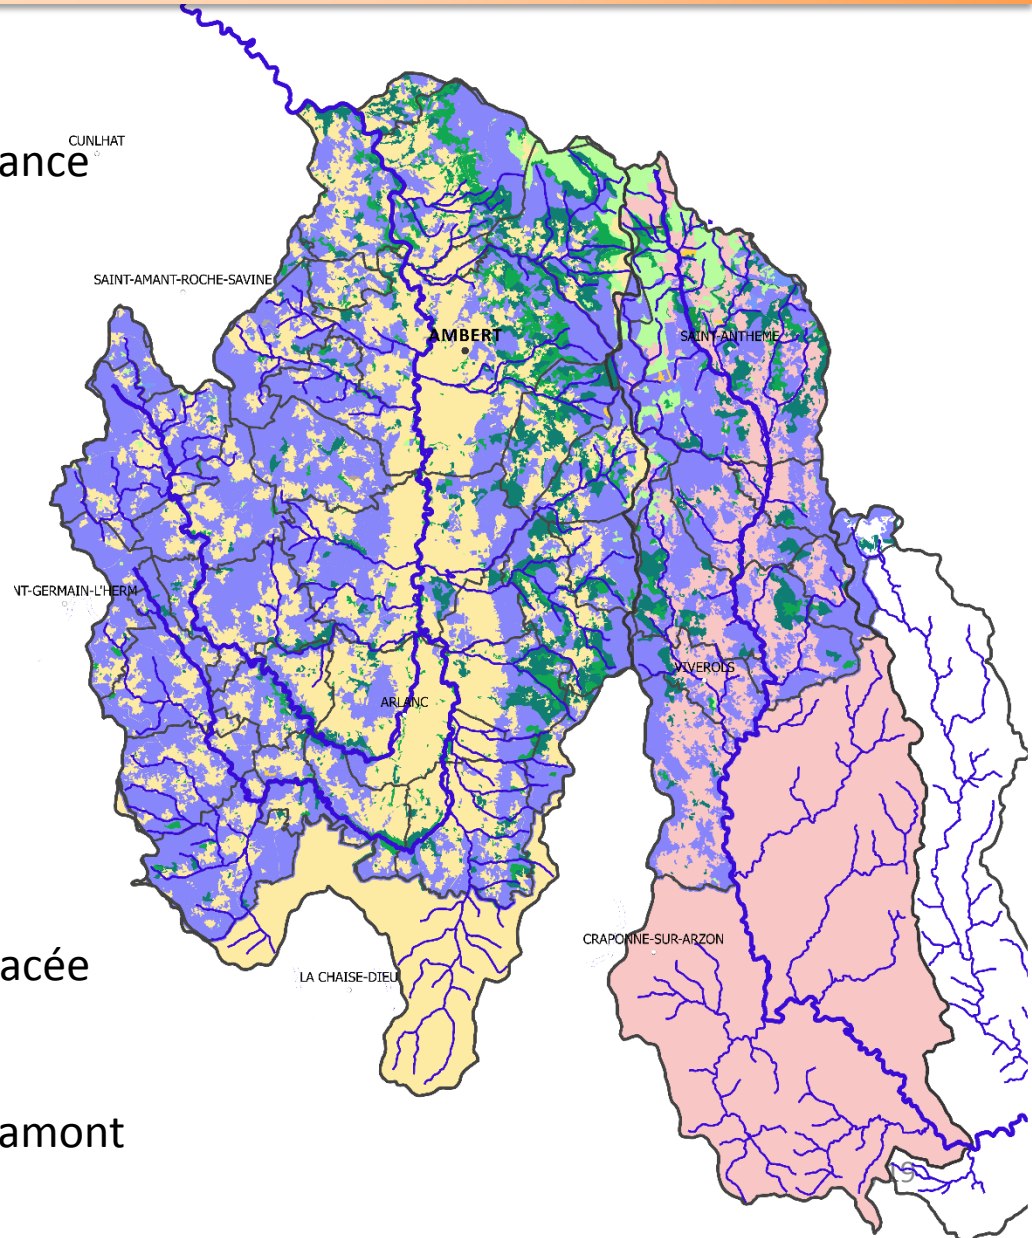 CUNLHAT
ance
SAINT-AMANT-ROCHE-SAVINE
AMBERT
SAINT-ANTHEME
NT-GERMAIN-L'HERM
VIVEROLS
ARLANC
CRAPONNE-SUR-ARZON
acée
LA CHAISE-DIEU
amont
19